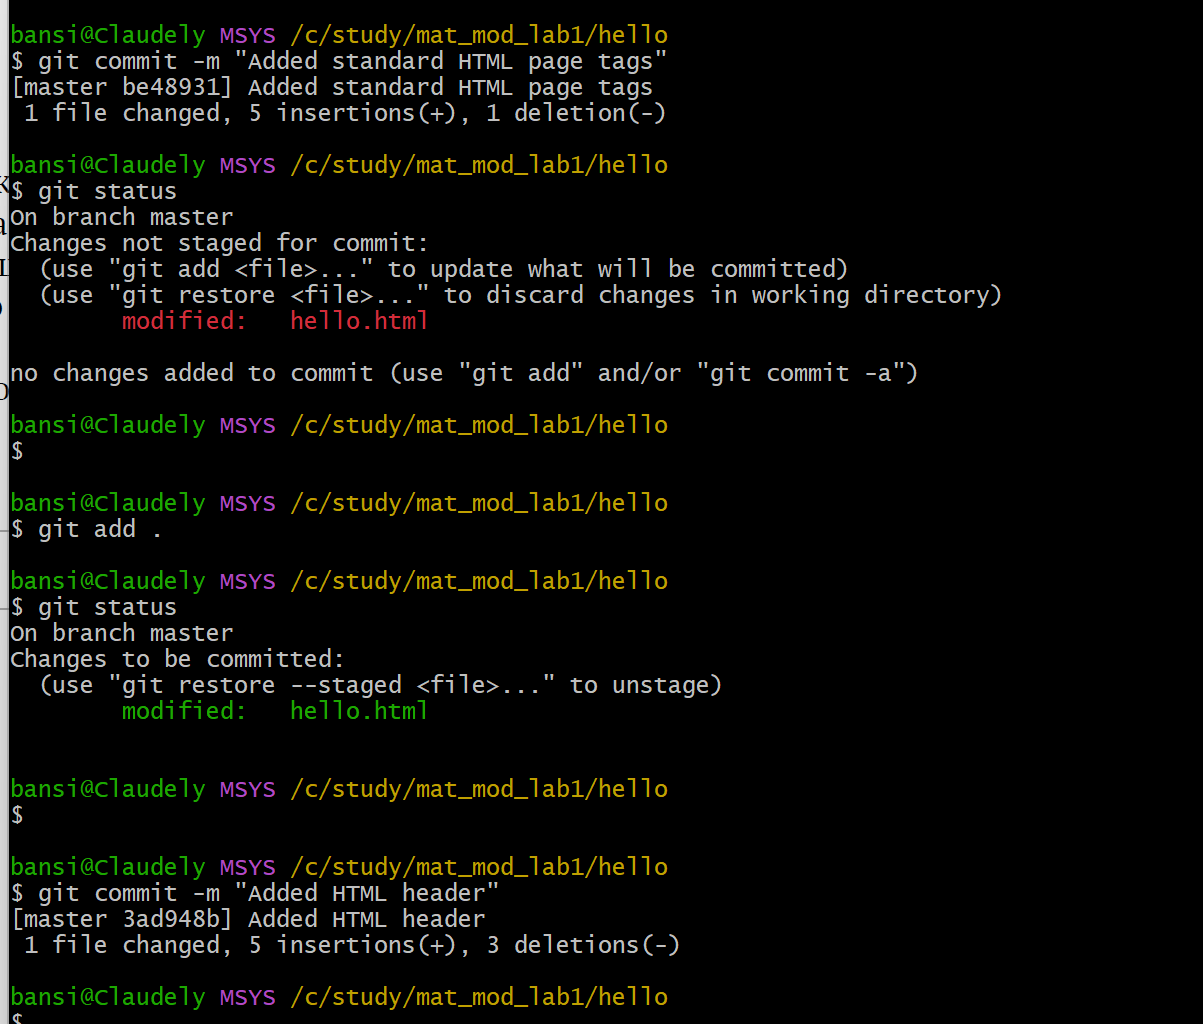 bansi@Claudely MSYS /c/study/mat_mod_lab1/hello
$ git commit -m "Added standard HTML page tags"
[master be48931] Added standard HTML page tags
 1 file changed, 5 insertions(+), 1 deletion(-)
bansi@Claudely MSYS /c/study/mat_mod_lab1/hello
$ git status
On branch master
Changes not staged for commit:
  (use "git add <file>..." to update what will be committed)
  (use "git restore <file>..." to discard changes in working directory)
        modified:   hello.html
no changes added to commit (use "git add" and/or "git commit -a")
bansi@Claudely MSYS /c/study/mat_mod_lab1/hello
$
bansi@Claudely MSYS /c/study/mat_mod_lab1/hello
$ git add .
bansi@Claudely MSYS /c/study/mat_mod_lab1/hello
$ git status
On branch master
Changes to be committed:
  (use "git restore --staged <file>..." to unstage)
        modified:   hello.html
bansi@Claudely MSYS /c/study/mat_mod_lab1/hello
$
bansi@Claudely MSYS /c/study/mat_mod_lab1/hello
$ git commit -m "Added HTML header"
[master 3ad948b] Added HTML header
 1 file changed, 5 insertions(+), 3 deletions(-)
bansi@Claudely MSYS /c/study/mat_mod_lab1/hello
$